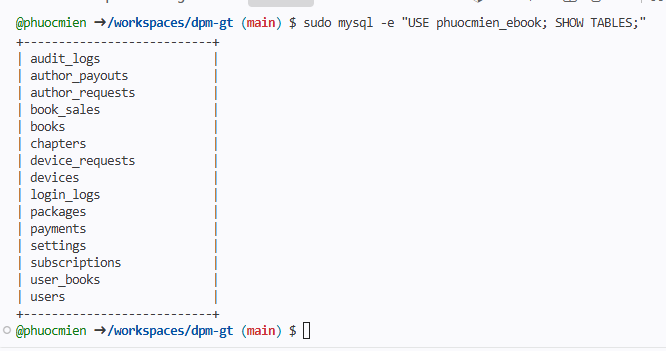 @phuocmien ➜/workspaces/dpm-gt (main) $ sudo mysql -e "USE phuocmien_ebook; SHOW TABLES;"
+-------------------------+
| audit_logs |
| author_payouts |
| author_requests |
| book_sales |
| books |
| chapters |
| device_requests |
| devices |
| login_logs |
| packages |
| payments |
| settings |
| subscriptions |
| user_books |
| users |
+-------------------------+
@phuocmien ➜/workspaces/dpm-gt (main) $